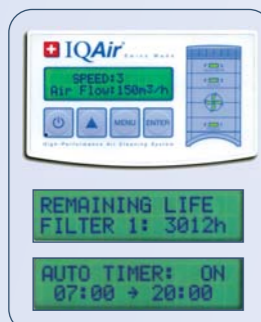 IQAir Swiss Made
SPEED:3
Air Flow:150m3/h
MENU
ENTER
High-Performance Air Cleaning System
REMAINING LIFE
FILTER 1: 3012h
AUTO TIMER: ON
07:00 → 20:00